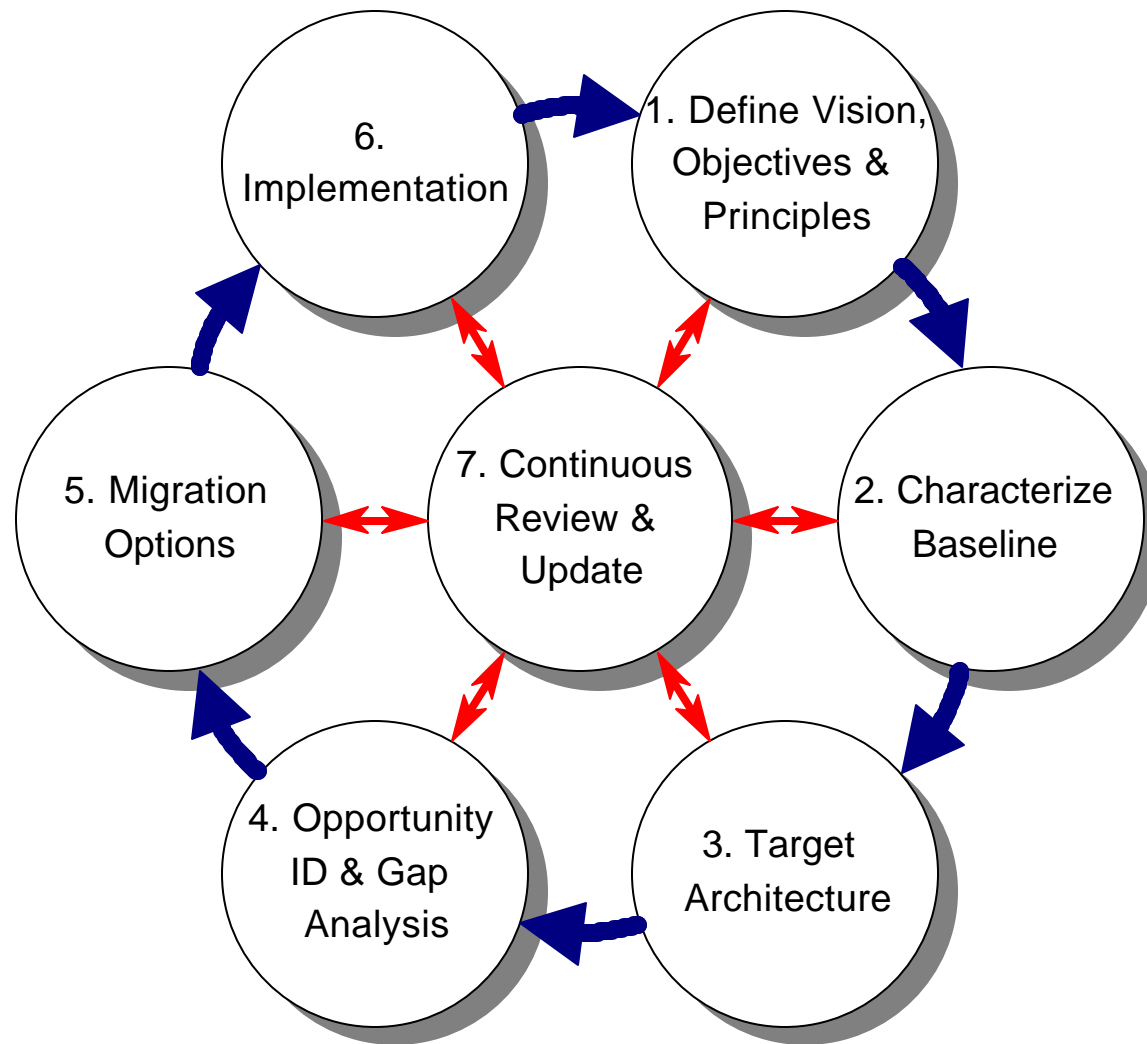 1. Define Vision,
Objectives &
Principles
2. Characterize
Baseline
3. Target
Architecture
4. Opportunity
ID & Gap
Analysis
5. Migration
Options
6.
Implementation
7. Continuous
Review &
Update